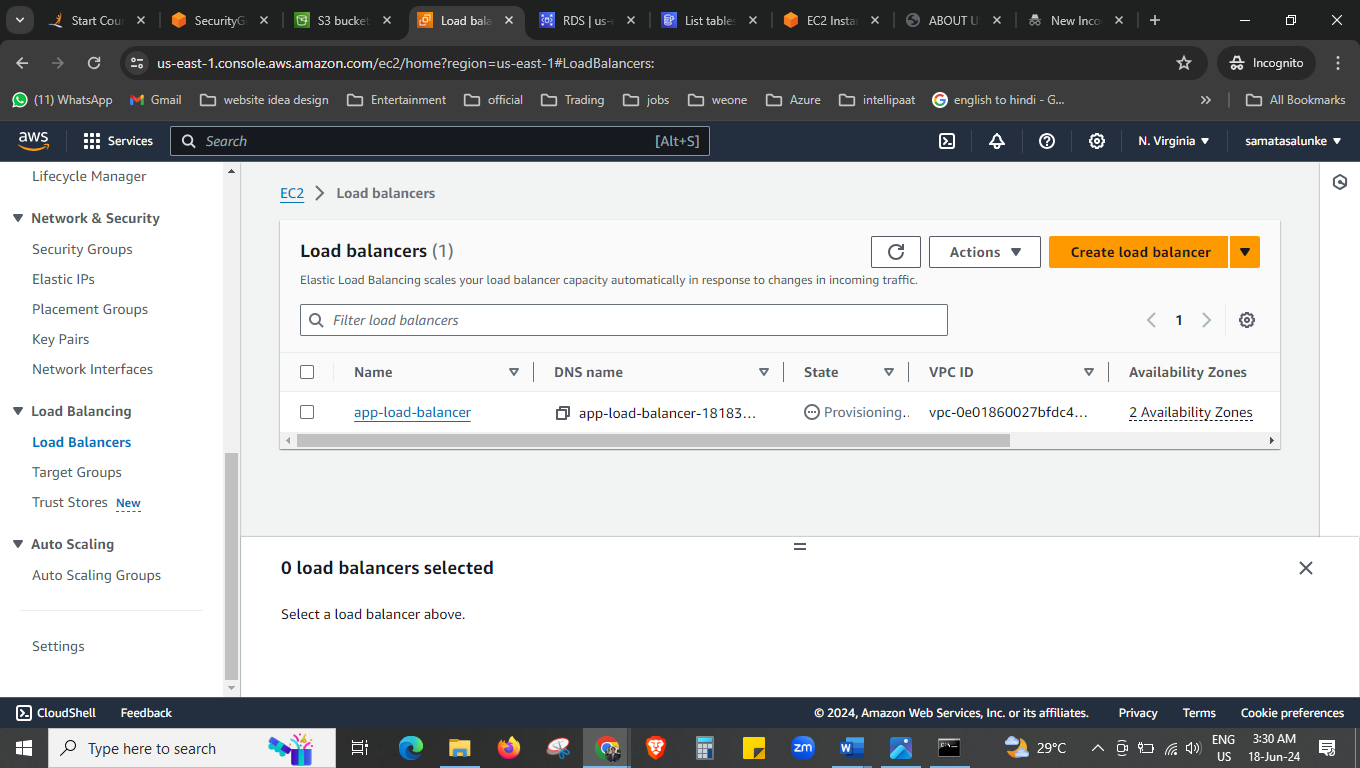 Start Cour
SecurityG
S3 bucket
Load bala
RDS | us-e
List tables
EC2 Insta
ABOUT U
New Inco
us-east-1.console.aws.amazon.com/ec2/home?region=us-east-1#LoadBalancers:
Incognito
(11) WhatsApp
Gmail
website idea design
Entertainment
official
Trading
jobs
weone
Azure
intellipaat
english to hindi - G...
All Bookmarks
aws
Services
Search
[Alt+S]
N. Virginia
samatasalunke
Lifecycle Manager
Network & Security
Security Groups
Elastic IPs
Placement Groups
Key Pairs
Network Interfaces
Load Balancing
Load Balancers
Target Groups
Trust Stores New
Auto Scaling
Auto Scaling Groups
Settings
EC2 > Load balancers
Load balancers (1)
Actions
Create load balancer
Elastic Load Balancing scales your load balancer capacity automatically in response to changes in incoming traffic.
Filter load balancers
1
Name
DNS name
State
VPC ID
Availability Zones
app-load-balancer
app-load-balancer-18183...
Provisioning..
vpc-0e01860027bfdc4...
2 Availability Zones
0 load balancers selected
Select a load balancer above.
CloudShell
Feedback
© 2024, Amazon Web Services, Inc. or its affiliates.
Privacy
Terms
Cookie preferences
Type here to search
zm
29°C
ENG
US
3:30 AM
18-Jun-24